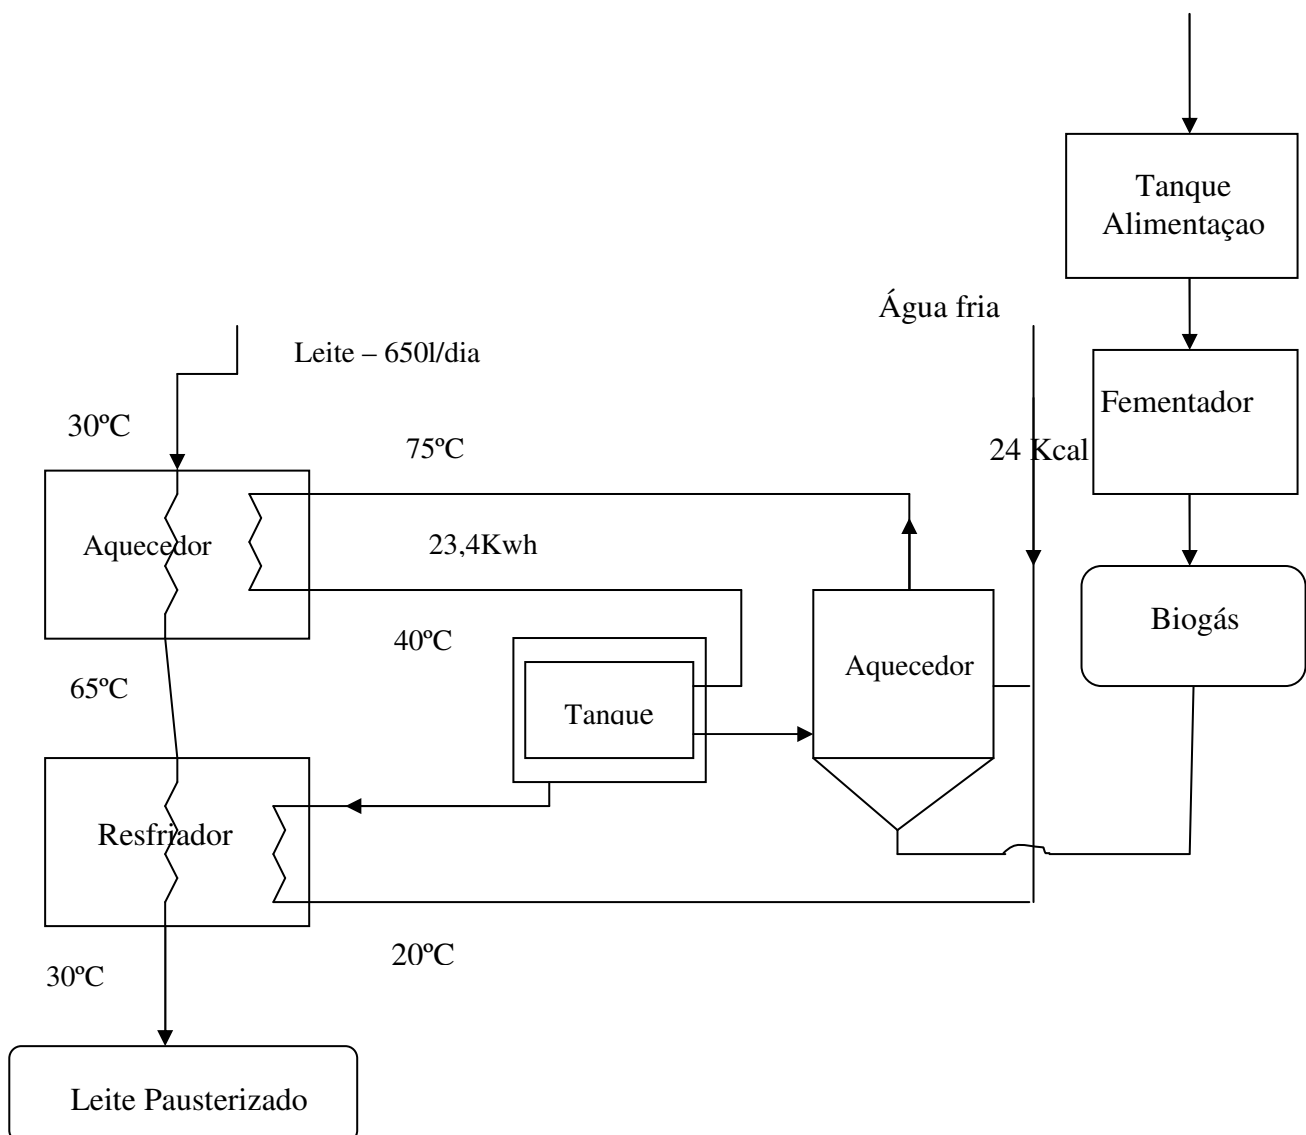 Tanque
Alimentaçao
Água fria
Leite – 650l/dia
Fementador
30ºC
75ºC
24 Kcal
Aquecedor
23,4Kwh
Biogás
40ºC
Aquecedor
65ºC
Tanque
Resfriador
20ºC
30ºC
Leite Pausterizado